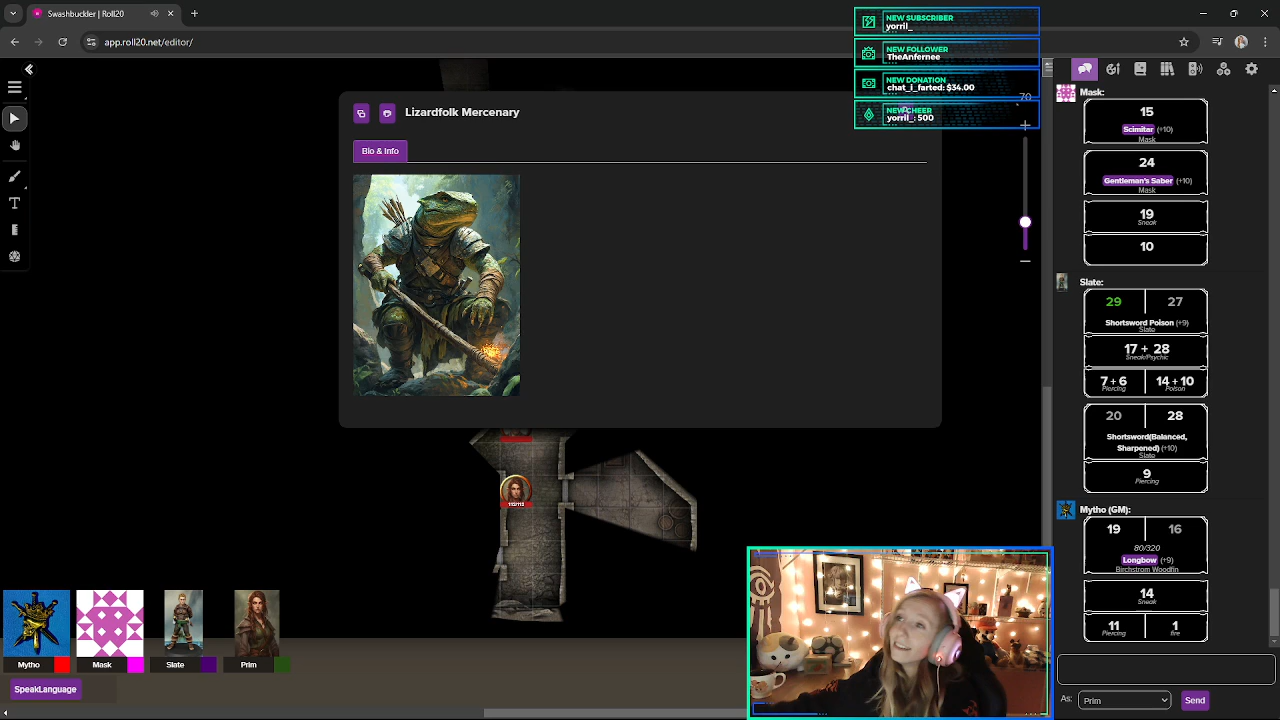 Swashbuckler
app.roll20.net/editor/
NEW SUBSCRIBER
yorril_
NEW FOLLOWER
TheAnfernee
NEW DONATION
chat_i_farted: $34.00
NEW CHEER
yorril_: 500
70
Lizardfolk Mercenary
Bio & Info
112/112
Mytho
Mask
Slate
Prim
SpeakLanguage
Mask:
Scimitar (+10)
Mask
24
Gentleman's Saber (+10)
Mask
19
Sneak
10
Slate:
29 27
Shortsword Poison (+9)
Slate
17 + 28
Sneak/Psychic
7 + 6 14 + 10
Piercing Poison
20 28
Shortsword(Balanced,
Sharpened) (+10)
Slate
9
Piercing
Mytho (GM):
19 16
80/320
Longbow (+9)
Birchstrom Woodfin
14
Sneak
11 1
Piercing fire
As: Prim
Send